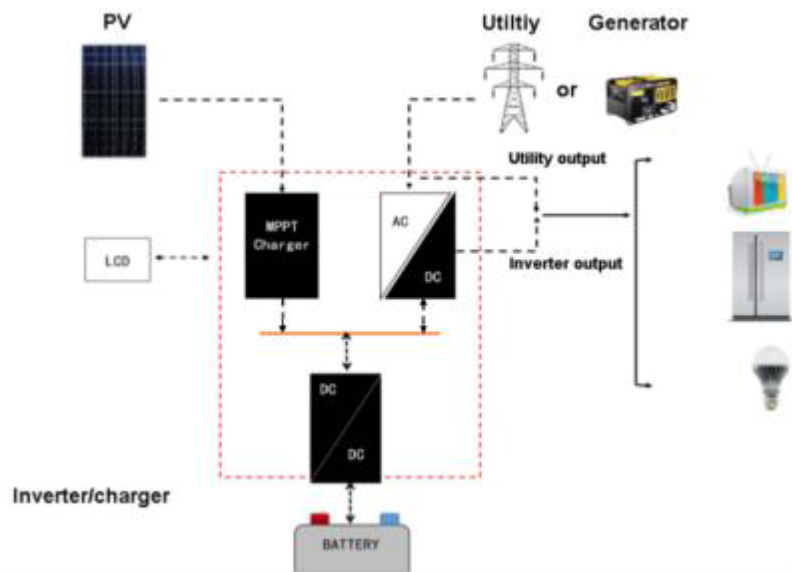 PV
Utiltiy
Generator
or
Utility output
MPPT
Charger
AC
DC
LCD
Inverter output
DC
DC
Inverter/charger
BATTERY